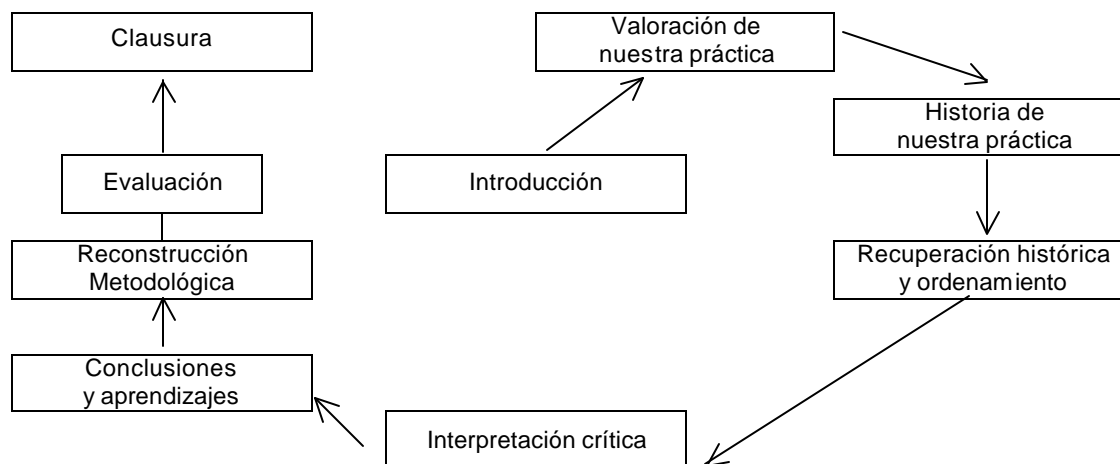 Clausura
Valoración de
nuestra práctica
Historia de
nuestra práctica
Evaluación
Introducción
Reconstrucción
Metodológica
Recuperación histórica
y ordenamiento
Conclusiones
y aprendizajes
Interpretación crítica